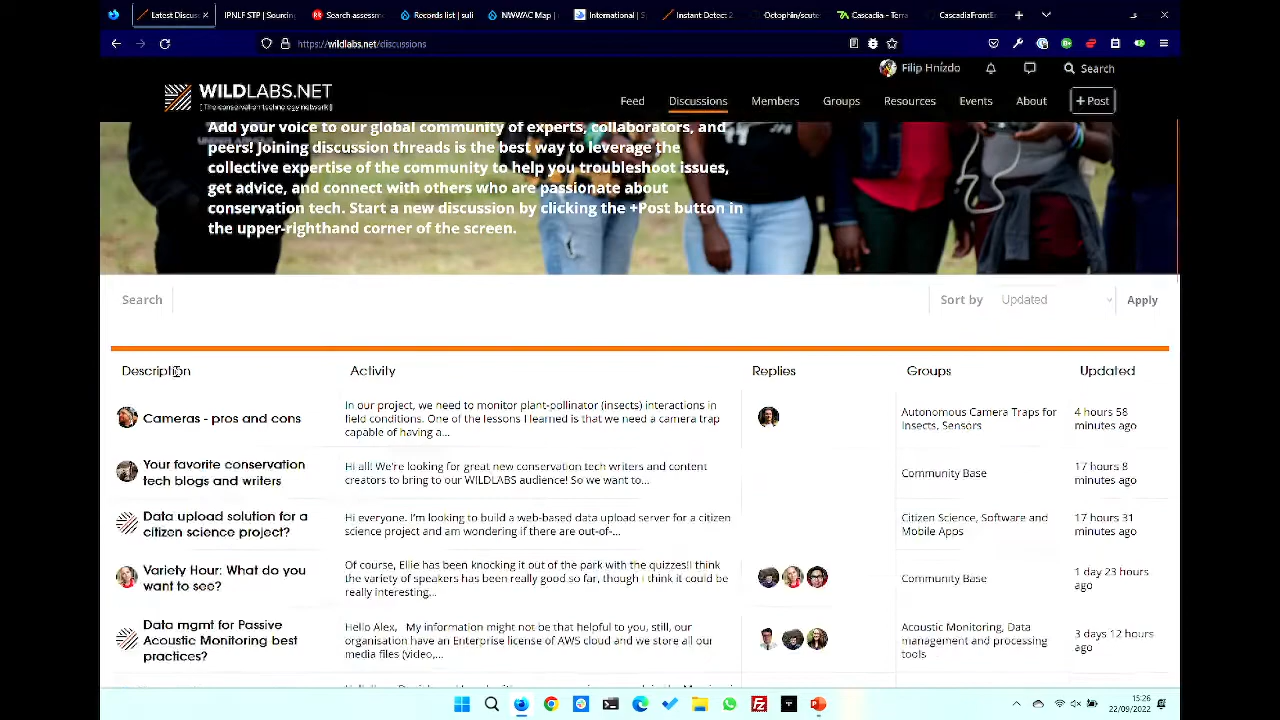 Latest Discus
IPNLF STP | Sourcing
Search assessm
Records list | suli
NWWAC Map |
International | S
Instant Detect 2
Octophin/scute
Cascadia - Terra
CascadiaFrontEn
https://wildlabs.net/discussions
Filip Hnízdo
Search
WILDLABS.NET
[ The conservation technology network ]
Feed
Discussions
Members
Groups
Resources
Events
About
+ Post
Add your voice to our global community of experts, collaborators, and
peers! Joining discussion threads is the best way to leverage the
collective expertise of the community to help you troubleshoot issues,
get advice, and connect with others who are passionate about
conservation tech. Start a new discussion by clicking the +Post button in
the upper-righthand corner of the screen.
Search
Sort by
Updated
Apply
Description
Activity
Replies
Groups
Updated
Cameras - pros and cons
In our project, we need to monitor plant-pollinator (insects) interactions in
field conditions. One of the lessons I learned is that we need a camera trap
capable of having a...
Autonomous Camera Traps for
Insects, Sensors
4 hours 58
minutes ago
Your favorite conservation
tech blogs and writers
Hi all! We're looking for great new conservation tech writers and content
creators to bring to our WILDLABS audience! So we want to...
Community Base
17 hours 8
minutes ago
Data upload solution for a
citizen science project?
Hi everyone. I'm looking to build a web-based data upload server for a citizen
science project and am wondering if there are out-of-...
Citizen Science, Software and
Mobile Apps
17 hours 31
minutes ago
Variety Hour: What do you
want to see?
Of course, Ellie has been knocking it out of the park with the quizzes!I think
the variety of speakers has been really good so far, though I think it could be
really interesting...
Community Base
1 day 23 hours
ago
Data mgmt for Passive
Acoustic Monitoring best
practices?
Hello Alex, My information might not be that helpful to you, still, our
organisation have an Enterprise license of AWS cloud and we store all our
media files (video,...
Acoustic Monitoring, Data
management and processing
tools
3 days 12 hours
ago
15:26
22/09/2022